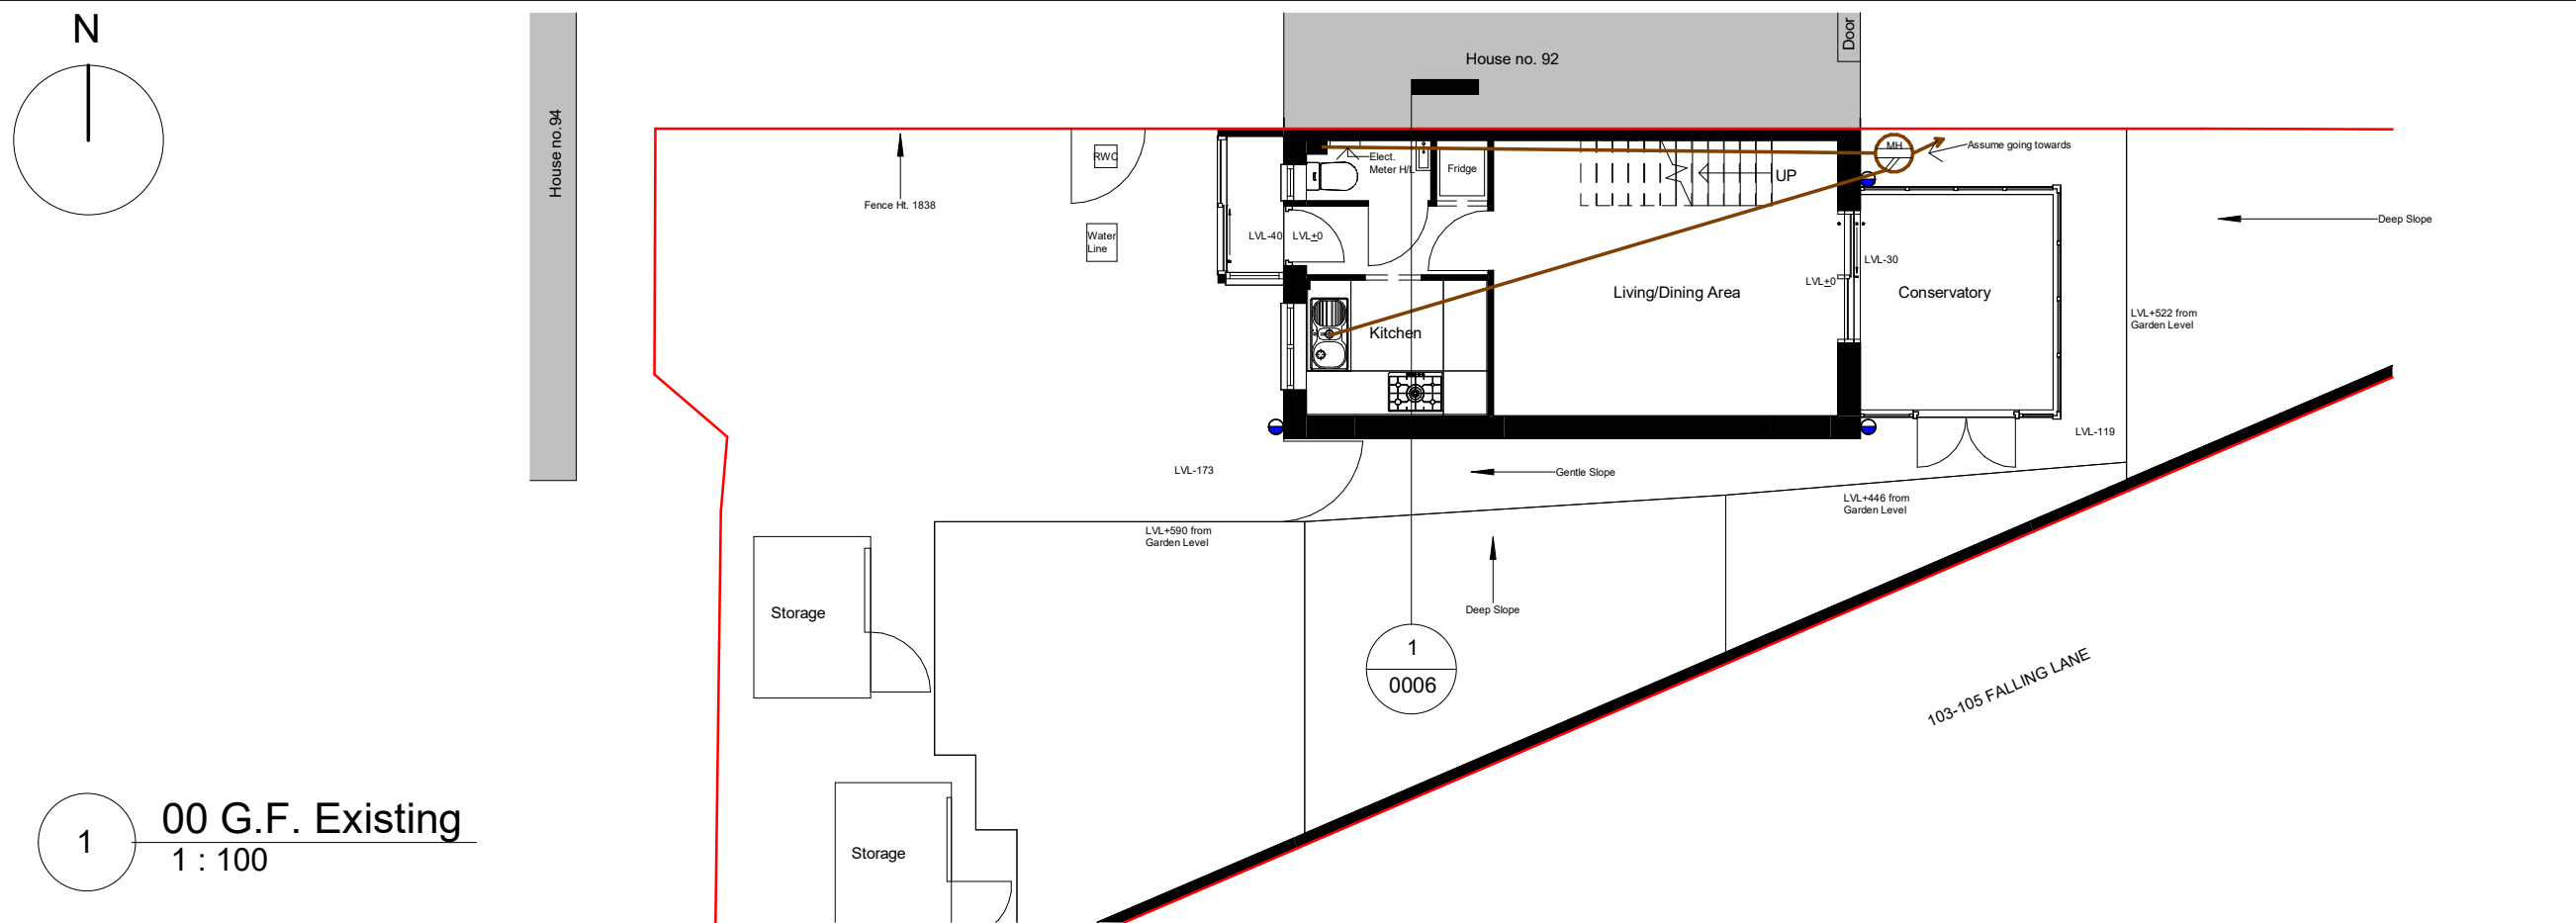 N
House no. 92
Door
House no.94
RWC
Elect.
Meter H/L
Fridge
UP
MH
Assume going towards
Fence Ht. 1838
Water
Line
LVL-40
LVL±0
Deep Slope
LVL-30
LVL±0
Living/Dining Area
Conservatory
LVL+522 from
Garden Level
Kitchen
LVL-119
LVL-173
Gentle Slope
LVL+446 from
Garden Level
LVL+590 from
Garden Level
Deep Slope
Storage
1
0006
103-105 FALLING LANE
1
00 G.F. Existing
1 : 100
Storage